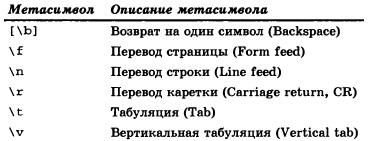 Метасимвол Описание метасимвола
[\b] Возврат на один символ (Backspace)
\f Перевод страницы (Form feed)
\n Перевод строки (Line feed)
\r Перевод каретки (Carriage return, CR)
\t Табуляция (Tab)
\v Вертикальная табуляция (Vertical tab)